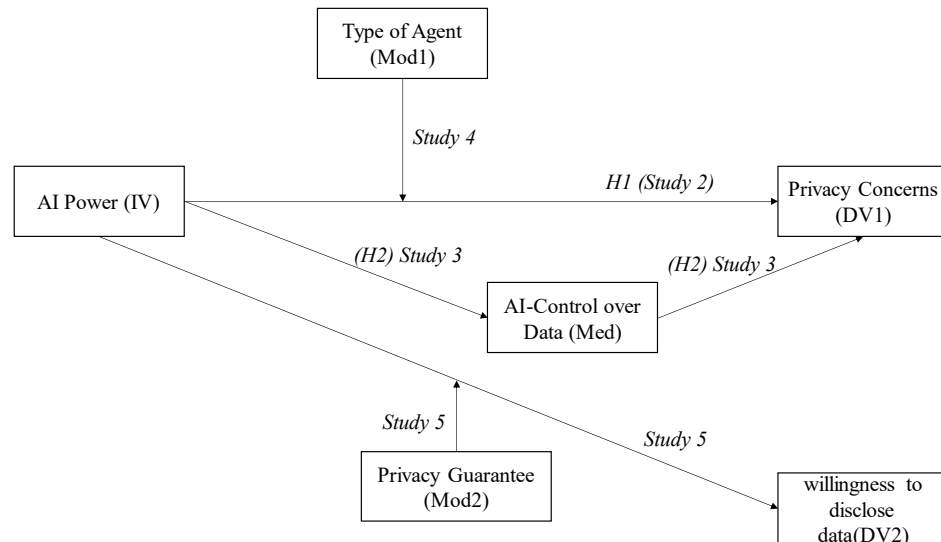 Type of Agent
(Mod1)
Study 4
AI Power (IV)
H1 (Study 2)
Privacy Concerns
(DV1)
(H2) Study 3
(H2) Study 3
AI-Control over
Data (Med)
Study 5
Study 5
Privacy Guarantee
(Mod2)
willingness to
disclose
data(DV2)